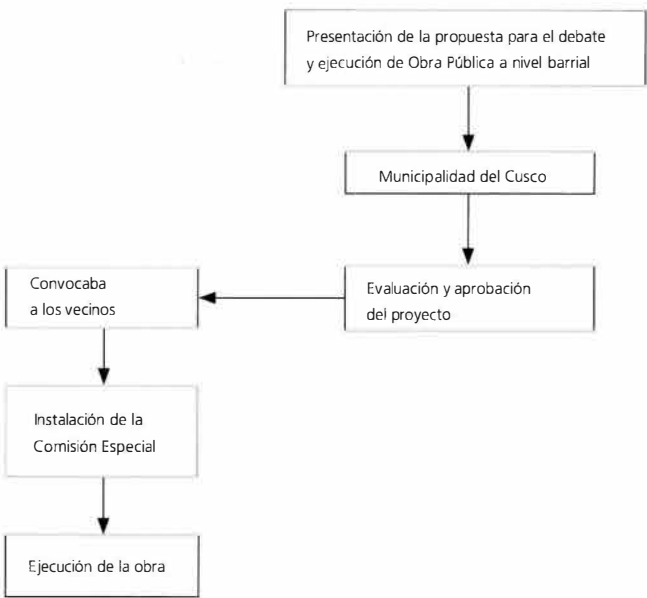 Presentación de la propuesta para el debate
y ejecución de Obra Pública a nivel barrial
Municipalidad del Cusco
Evaluación y aprobación
del proyecto
Convocaba
a los vecinos
Instalación de la
Comisión Especial
Ejecución de la obra